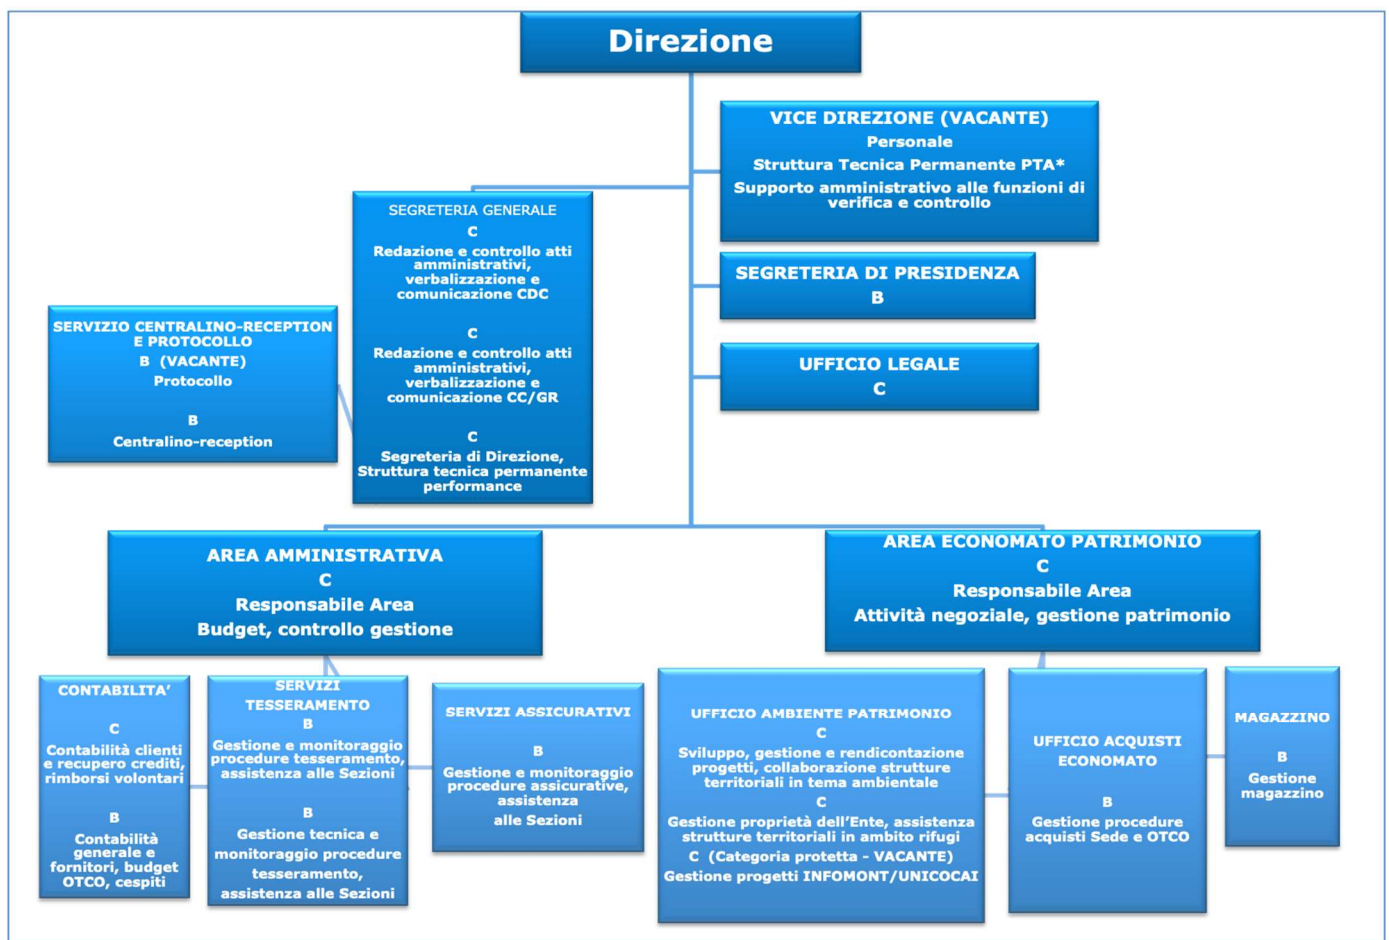 Direzione
VICE DIREZIONE (VACANTE)
Personale
Struttura Tecnica Permanente PTA*
Supporto amministrativo alle funzioni di
verifica e controllo
SEGRETERIA GENERALE
C
Redazione e controllo atti
amministrativi,
verbalizzazione e
comunicazione CDC
C
Redazione e controllo atti
amministrativi,
verbalizzazione e
comunicazione CC/GR
C
Segreteria di Direzione,
Struttura tecnica permanente
performance
SEGRETERIA DI PRESIDENZA
B
SERVIZIO CENTRALINO-RECEPTION
E PROTOCOLLO
B (VACANTE)
Protocollo
B
Centralino-reception
UFFICIO LEGALE
C
AREA AMMINISTRATIVA
C
Responsabile Area
Budget, controllo gestione
AREA ECONOMATO PATRIMONIO
C
Responsabile Area
Attività negoziale, gestione patrimonio
CONTABILITA’
C
Contabilità clienti
e recupero crediti,
rimborsi volontari
B
Contabilità
generale e
fornitori, budget
OTCO, cespiti
SERVIZI
TESSERAMENTO
B
Gestione e monitoraggio
procedure tesseramento,
assistenza alle Sezioni
B
Gestione tecnica e
monitoraggio procedure
tesseramento,
assistenza alle Sezioni
SERVIZI ASSICURATIVI
B
Gestione e monitoraggio
procedure assicurative,
assistenza
alle Sezioni
UFFICIO AMBIENTE PATRIMONIO
C
Sviluppo, gestione e rendicontazione
progetti, collaborazione strutture
territoriali in tema ambientale
C
Gestione proprietà dell’Ente, assistenza
strutture territoriali in ambito rifugi
C (Categoria protetta - VACANTE)
Gestione progetti INFOMONT/UNICOCAI
UFFICIO ACQUISTI
ECONOMATO
B
Gestione procedure
acquisti Sede e OTCO
MAGAZZINO
B
Gestione
magazzino